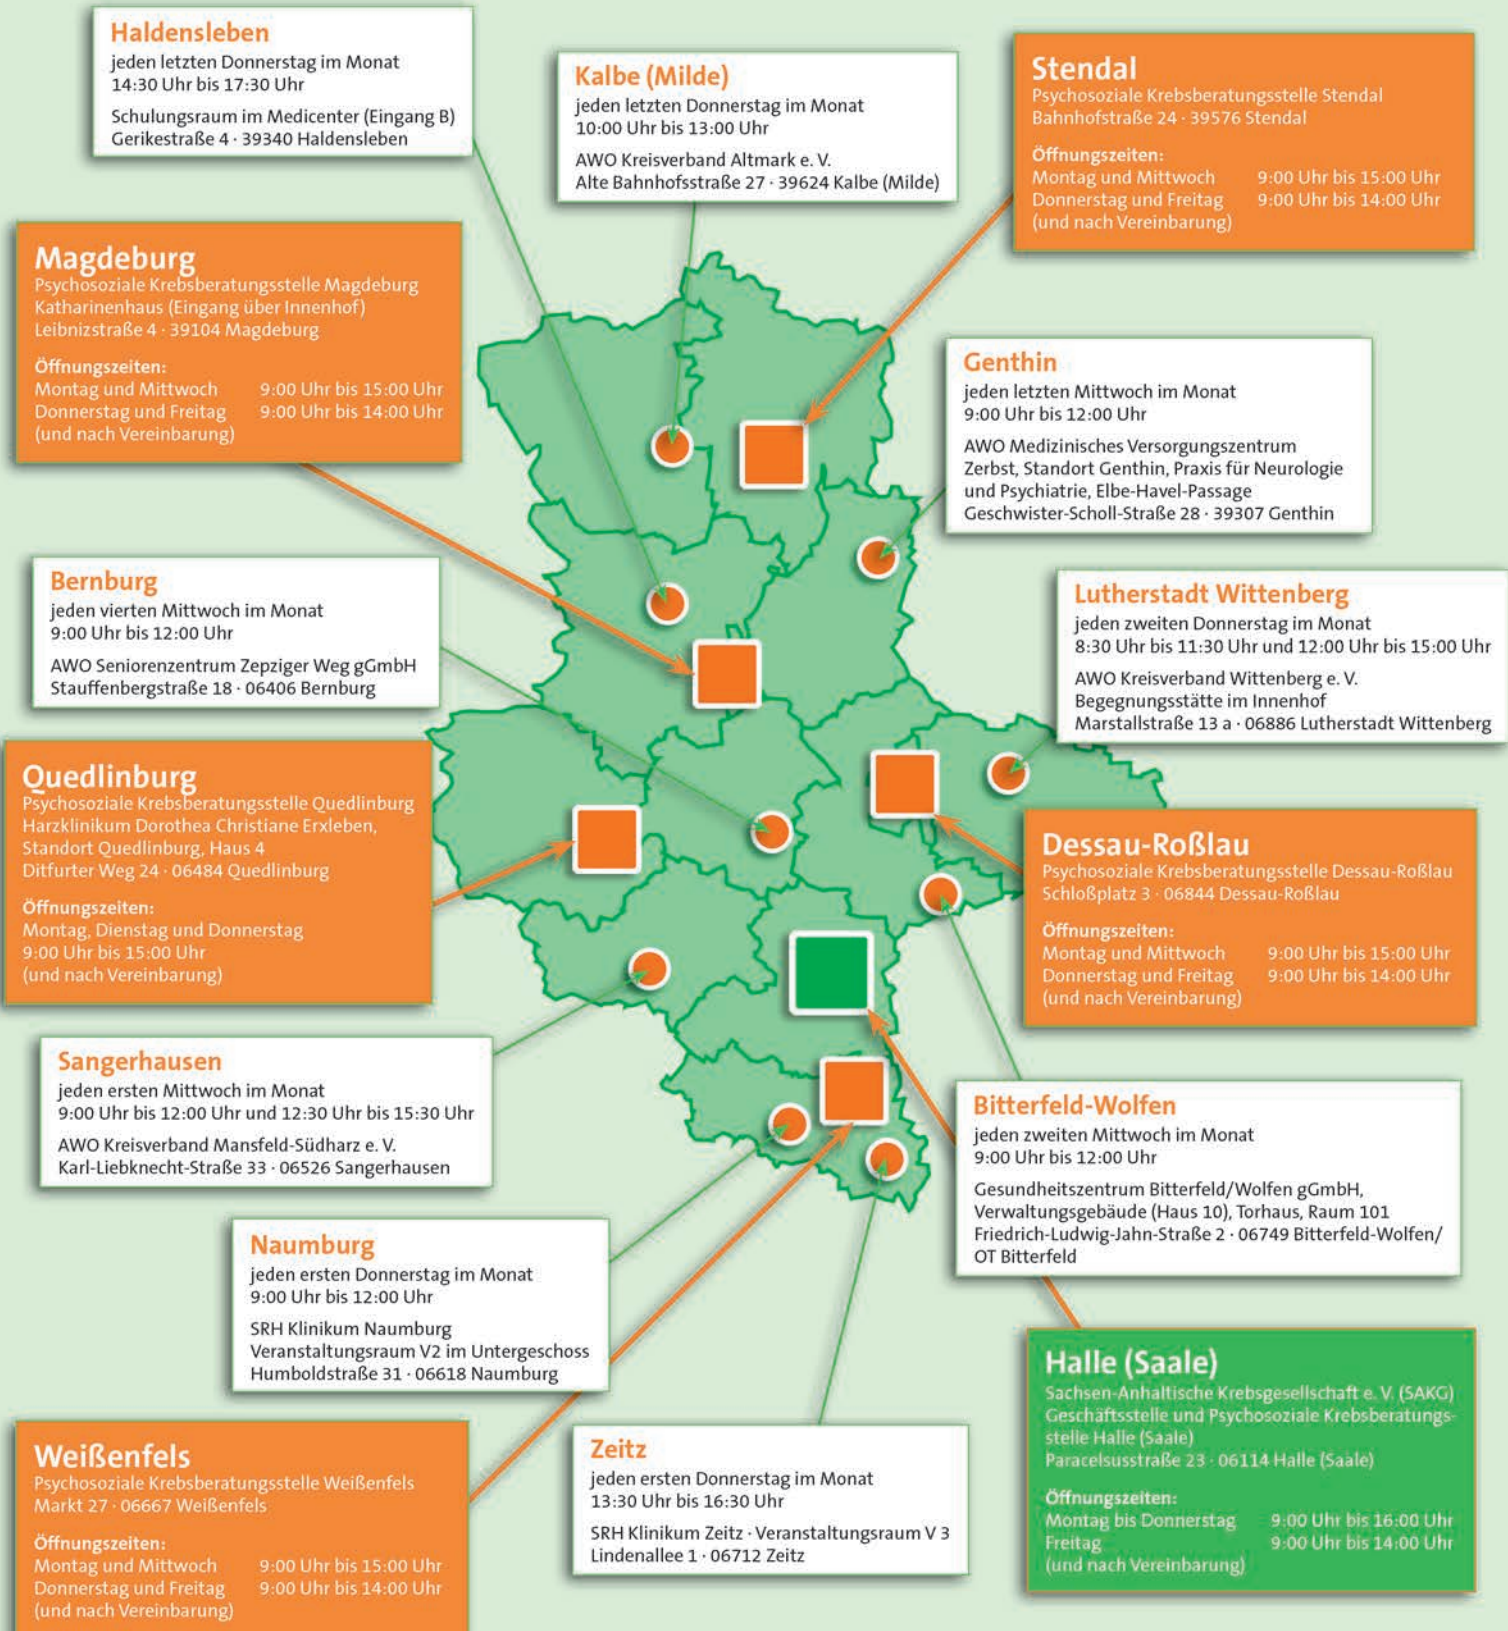 Haldensleben
jeden letzten Donnerstag im Monat
14:30 Uhr bis 17:30 Uhr
Schulungsraum im Medicenter (Eingang B)
Gerikestraße 4 · 39340 Haldensleben
Kalbe (Milde)
jeden letzten Donnerstag im Monat
10:00 Uhr bis 13:00 Uhr
AWO Kreisverband Altmark e. V.
Alte Bahnhofsstraße 27 · 39624 Kalbe (Milde)
Stendal
Psychosoziale Krebsberatungsstelle Stendal
Bahnhofstraße 24 · 39576 Stendal
Öffnungszeiten:
Montag und Mittwoch 9:00 Uhr bis 15:00 Uhr
Donnerstag und Freitag 9:00 Uhr bis 14:00 Uhr
(und nach Vereinbarung)
Magdeburg
Psychosoziale Krebsberatungsstelle Magdeburg
Katharinenhaus (Eingang über Innenhof)
Leibnizstraße 4 · 39104 Magdeburg
Öffnungszeiten:
Montag und Mittwoch 9:00 Uhr bis 15:00 Uhr
Donnerstag und Freitag 9:00 Uhr bis 14:00 Uhr
(und nach Vereinbarung)
Genthin
jeden letzten Mittwoch im Monat
9:00 Uhr bis 12:00 Uhr
AWO Medizinisches Versorgungszentrum
Zerbst, Standort Genthin, Praxis für Neurologie
und Psychiatrie, Elbe-Havel-Passage
Geschwister-Scholl-Straße 28 · 39307 Genthin
Bernburg
jeden vierten Mittwoch im Monat
9:00 Uhr bis 12:00 Uhr
AWO Seniorenzentrum Zepziger Weg gGmbH
Stauffenbergstraße 18 · 06406 Bernburg
Lutherstadt Wittenberg
jeden zweiten Donnerstag im Monat
8:30 Uhr bis 11:30 Uhr und 12:00 Uhr bis 15:00 Uhr
AWO Kreisverband Wittenberg e. V.
Begegnungsstätte im Innenhof
Marstallstraße 13 a · 06886 Lutherstadt Wittenberg
Quedlinburg
Psychosoziale Krebsberatungsstelle Quedlinburg
Harzklinikum Dorothea Christiane Erxleben,
Standort Quedlinburg, Haus 4
Ditfurter Weg 24 · 06484 Quedlinburg
Öffnungszeiten:
Montag, Dienstag und Donnerstag
9:00 Uhr bis 15:00 Uhr
(und nach Vereinbarung)
Dessau-Roßlau
Psychosoziale Krebsberatungsstelle Dessau-Roßlau
Schloßplatz 3 · 06844 Dessau-Roßlau
Öffnungszeiten:
Montag und Mittwoch 9:00 Uhr bis 15:00 Uhr
Donnerstag und Freitag 9:00 Uhr bis 14:00 Uhr
(und nach Vereinbarung)
Sangerhausen
jeden ersten Mittwoch im Monat
9:00 Uhr bis 12:00 Uhr und 12:30 Uhr bis 15:30 Uhr
AWO Kreisverband Mansfeld-Südharz e. V.
Karl-Liebknecht-Straße 33 · 06526 Sangerhausen
Bitterfeld-Wolfen
jeden zweiten Mittwoch im Monat
9:00 Uhr bis 12:00 Uhr
Gesundheitszentrum Bitterfeld/Wolfen gGmbH,
Verwaltungsgebäude (Haus 10), Torhaus, Raum 101
Friedrich-Ludwig-Jahn-Straße 2 · 06749 Bitterfeld-Wolfen/
OT Bitterfeld
Naumburg
jeden ersten Donnerstag im Monat
9:00 Uhr bis 12:00 Uhr
SRH Klinikum Naumburg
Veranstaltungsraum V2 im Untergeschoss
Humboldstraße 31 · 06618 Naumburg
Halle (Saale)
Sachsen-Anhaltische Krebsgesellschaft e. V. (SAKG)
Geschäftsstelle und Psychosoziale Krebsberatungs-
stelle Halle (Saale)
Paracelsusstraße 23 · 06114 Halle (Saale)
Öffnungszeiten:
Montag bis Donnerstag 9:00 Uhr bis 16:00 Uhr
Freitag 9:00 Uhr bis 14:00 Uhr
(und nach Vereinbarung)
Weißenfels
Psychosoziale Krebsberatungsstelle Weißenfels
Markt 27 · 06667 Weißenfels
Öffnungszeiten:
Montag und Mittwoch 9:00 Uhr bis 15:00 Uhr
Donnerstag und Freitag 9:00 Uhr bis 14:00 Uhr
(und nach Vereinbarung)
Zeitz
jeden ersten Donnerstag im Monat
13:30 Uhr bis 16:30 Uhr
SRH Klinikum Zeitz · Veranstaltungsraum V 3
Lindenallee 1 · 06712 Zeitz